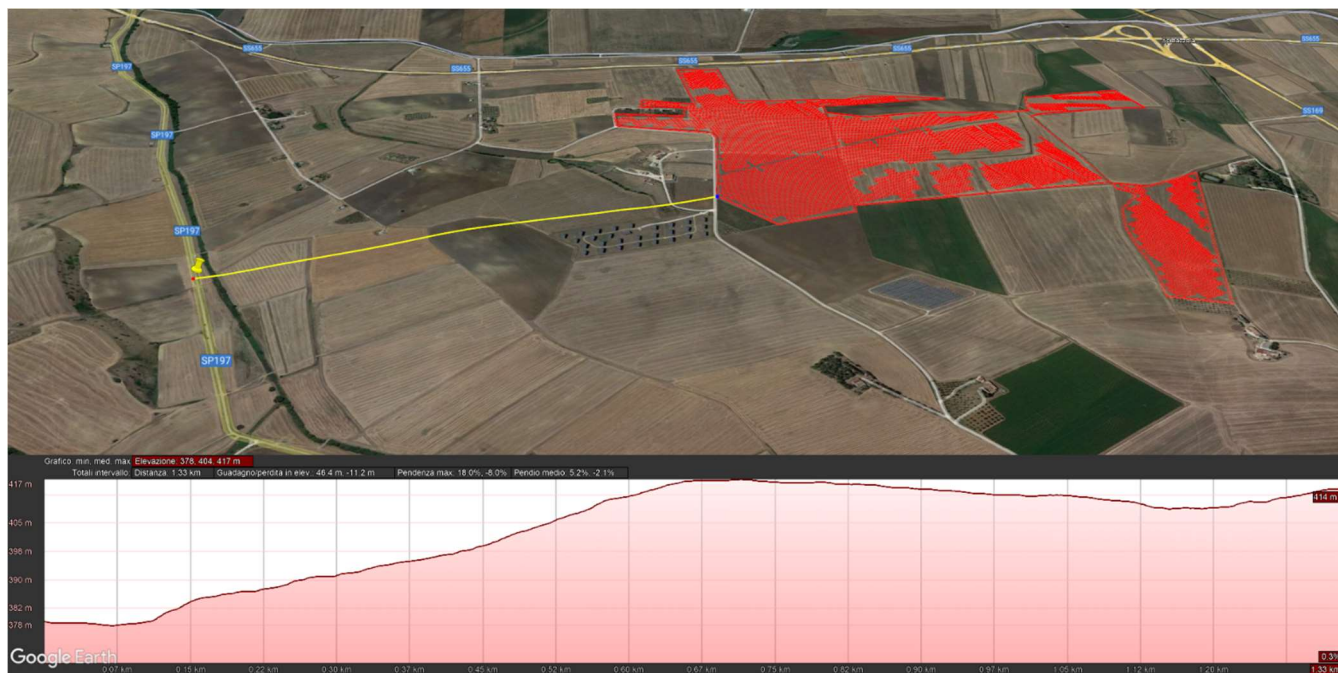 SS655
SS655
SS655
SS655
SS655
SP197
SP197
SS169
SP197
SP197
Grafico: min, med, max Elevazione: 378, 404, 417 m
Totali intervallo: Distanza: 1.33 km Guadagno/perdita in elev.: 46.4 m, -11.2 m Pendenza max: 18.0%, -8.0% Pendio medio: 5.2%, -2.1%
417 m
414 m
405 m
398 m
390 m
382 m
378 m
Google Earth
0.3%
0.07 km 0.15 km 0.22 km 0.30 km 0.37 km 0.45 km 0.52 km 0.60 km 0.67 km 0.75 km 0.82 km 0.90 km 0.97 km 1.05 km 1.12 km 1.20 km 1.33 km